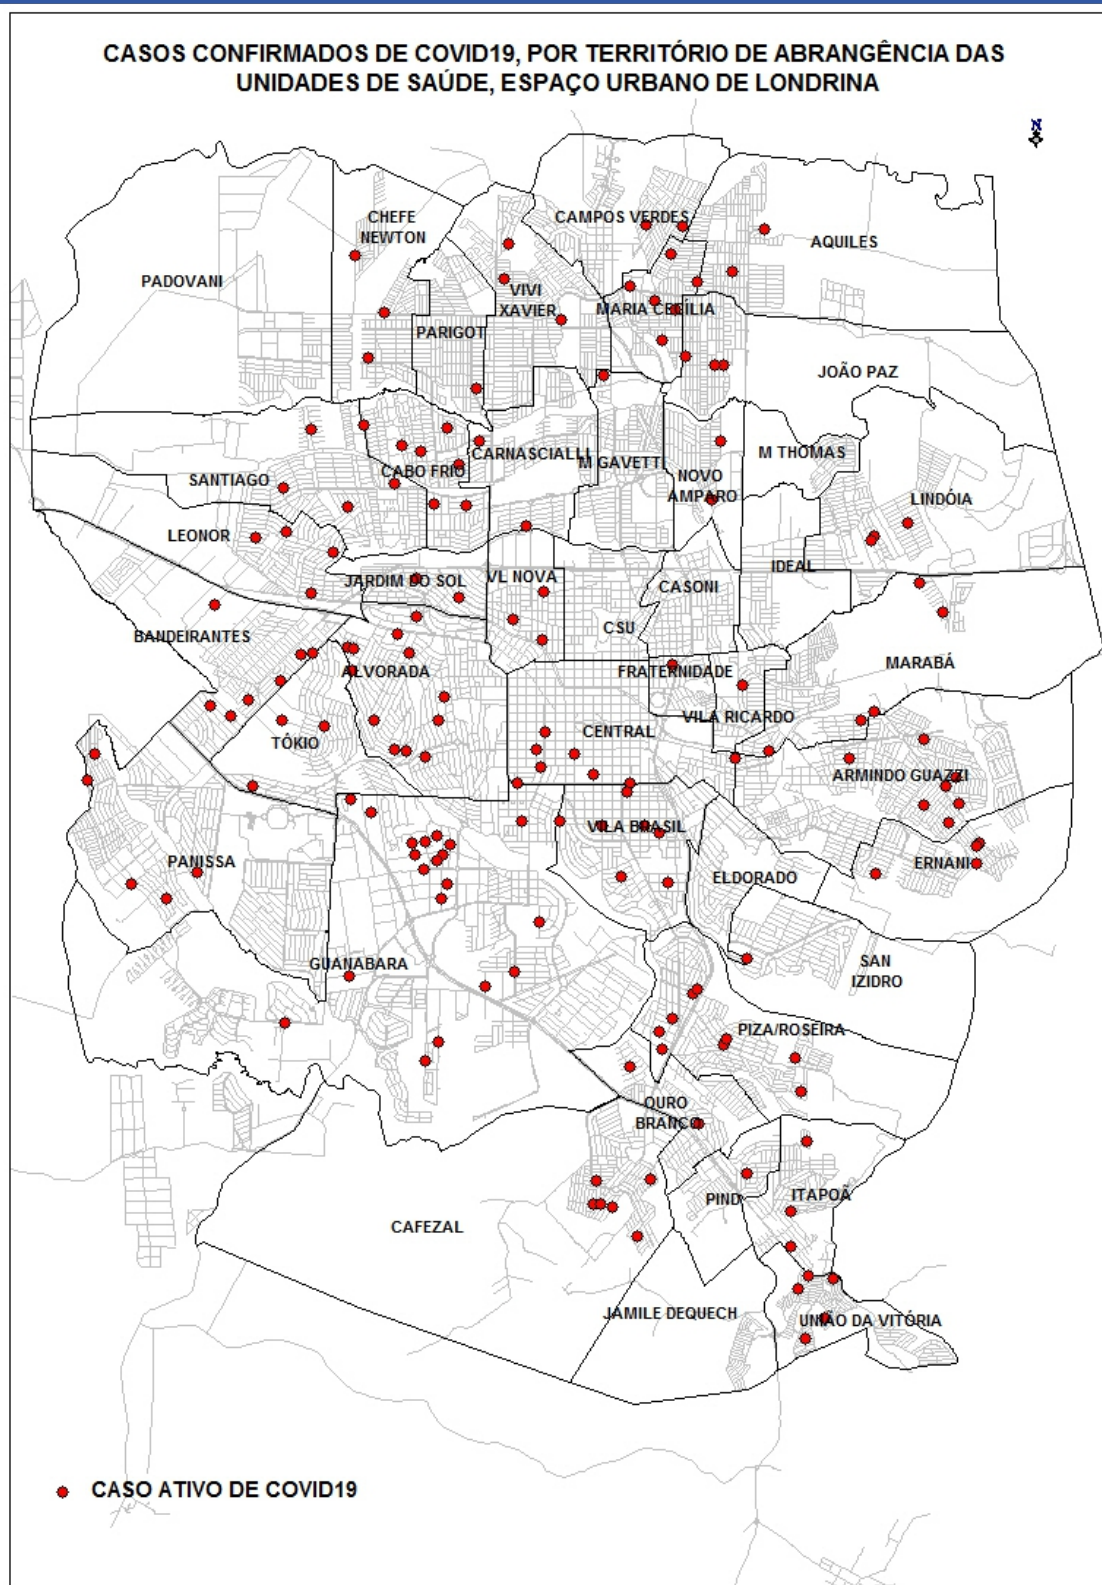 CASOS CONFIRMADOS DE COVID19, POR TERRITÓRIO DE ABRANGÊNCIA DAS
UNIDADES DE SAÚDE, ESPAÇO URBANO DE LONDRINA
N
CHEFE
NEWTON
CAMPOS VERDES
AQUILES
PADOVANI
VIVI
XAVIER
MARIA CECÍLIA
PARIGOT
JOÃO PAZ
CARNASCIALLI
M GAVETTI
M THOMAS
CABO FRIO
SANTIAGO
NOVO
AMPARO
LINDÓIA
LEONOR
IDEAL
JARDIM DO SOL
VL NOVA
CASONI
CSU
BANDEIRANTES
ALVORADA
FRATERNIDADE
MARABÁ
VILA RICARDO
TÓKIO
CENTRAL
ARMINDO GUAZZI
VILA BRASIL
PANISSA
ELDORADO
ERNANI
GUANABARA
SAN
IZIDRO
PIZA/ROSEIRA
OURO
BRANCO
PIND
ITAPOÃ
CAFEZAL
JAMILE DEQUECH
UNIÃO DA VITÓRIA
CASO ATIVO DE COVID19